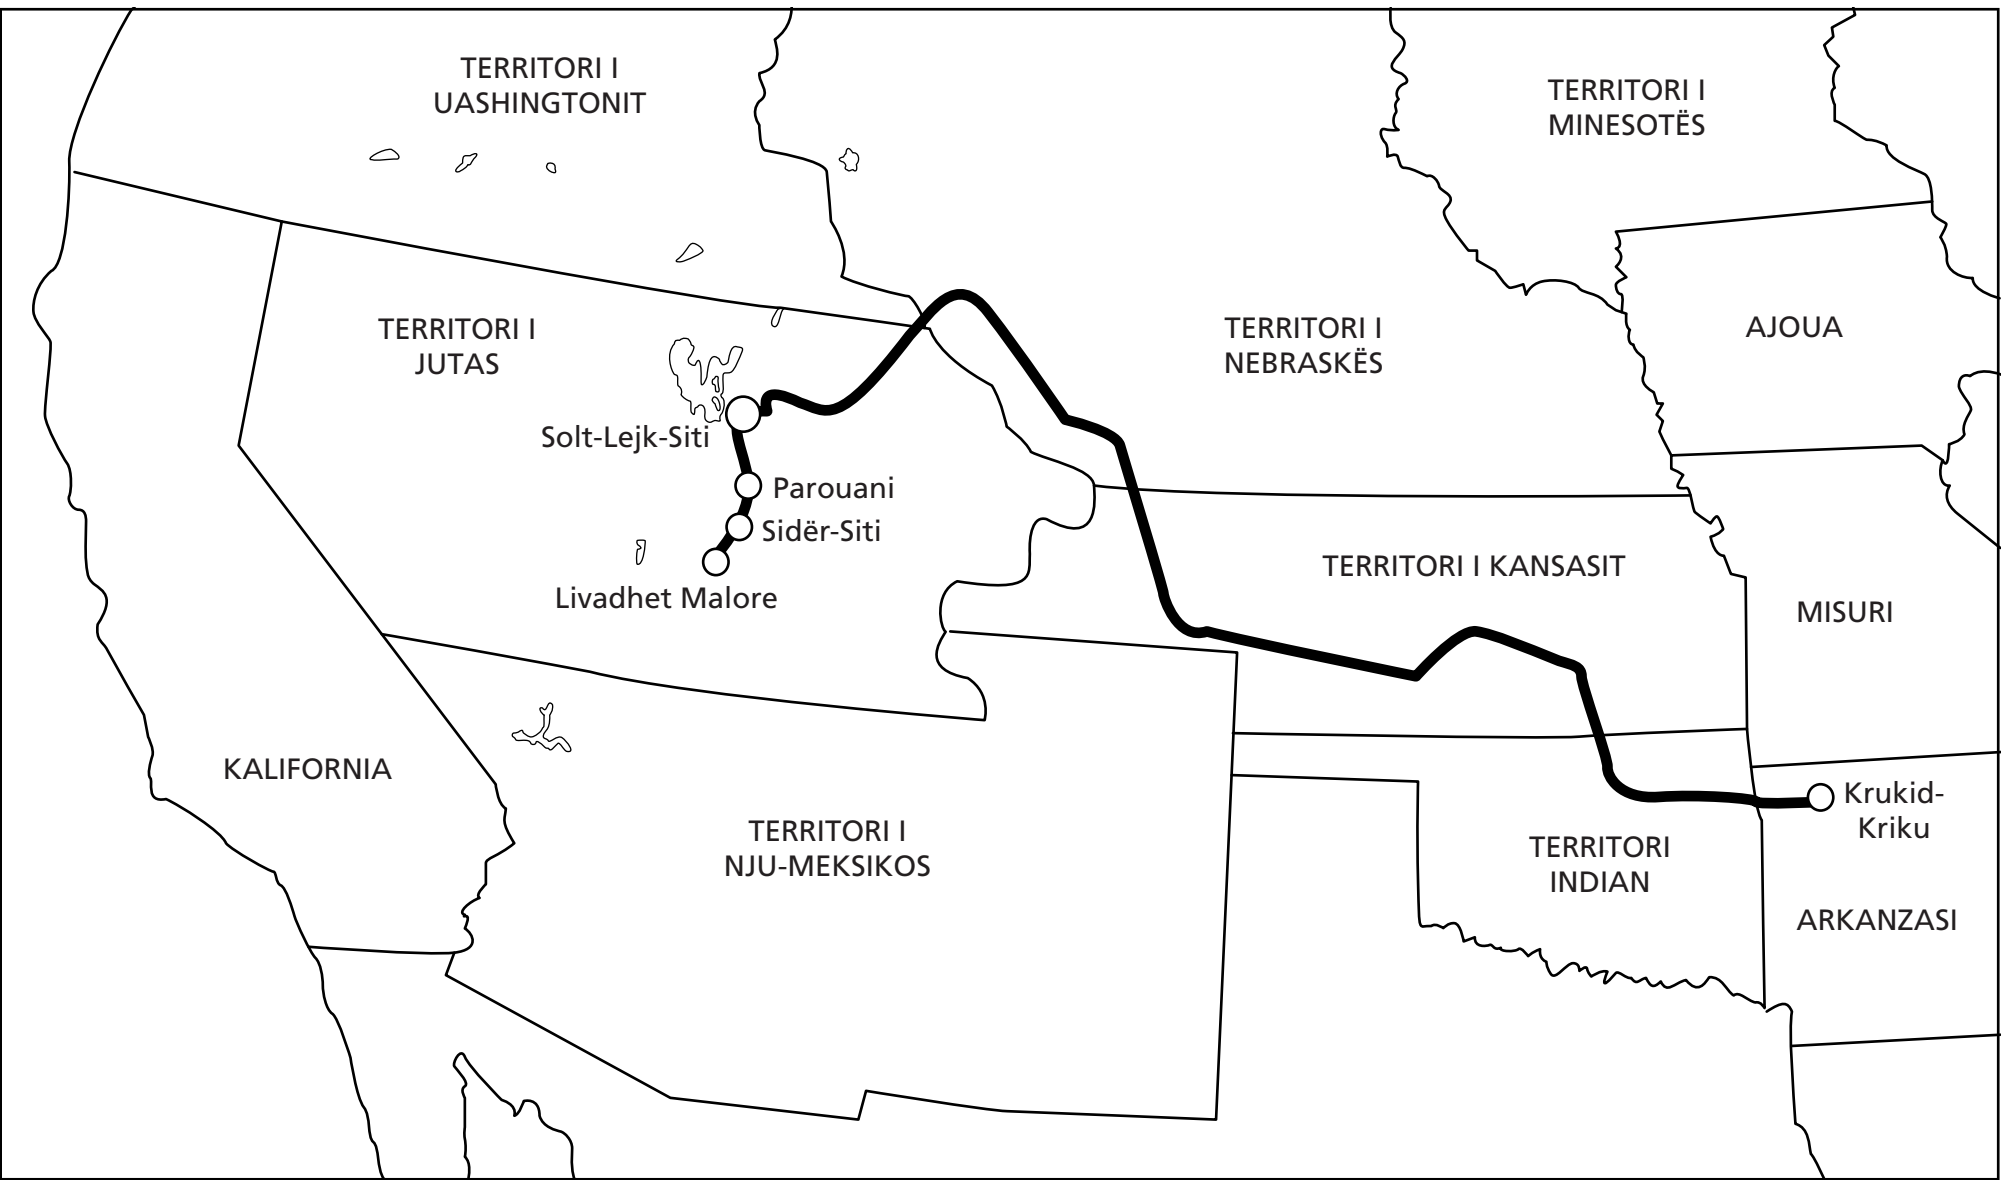 TERRITORI I
UASHINGTONIT
TERRITORI I
MINESOTËS
TERRITORI I
JUTAS
TERRITORI I
NEBRASKËS
AJOUA
Solt-Lejk-Siti
Parouani
Sidër-Siti
Livadhet Malore
TERRITORI I KANSASIT
MISURI
KALIFORNIA
TERRITORI I
NJU-MEKSIKOS
Krukid-
Kriku
TERRITORI
INDIAN
ARKANZASI